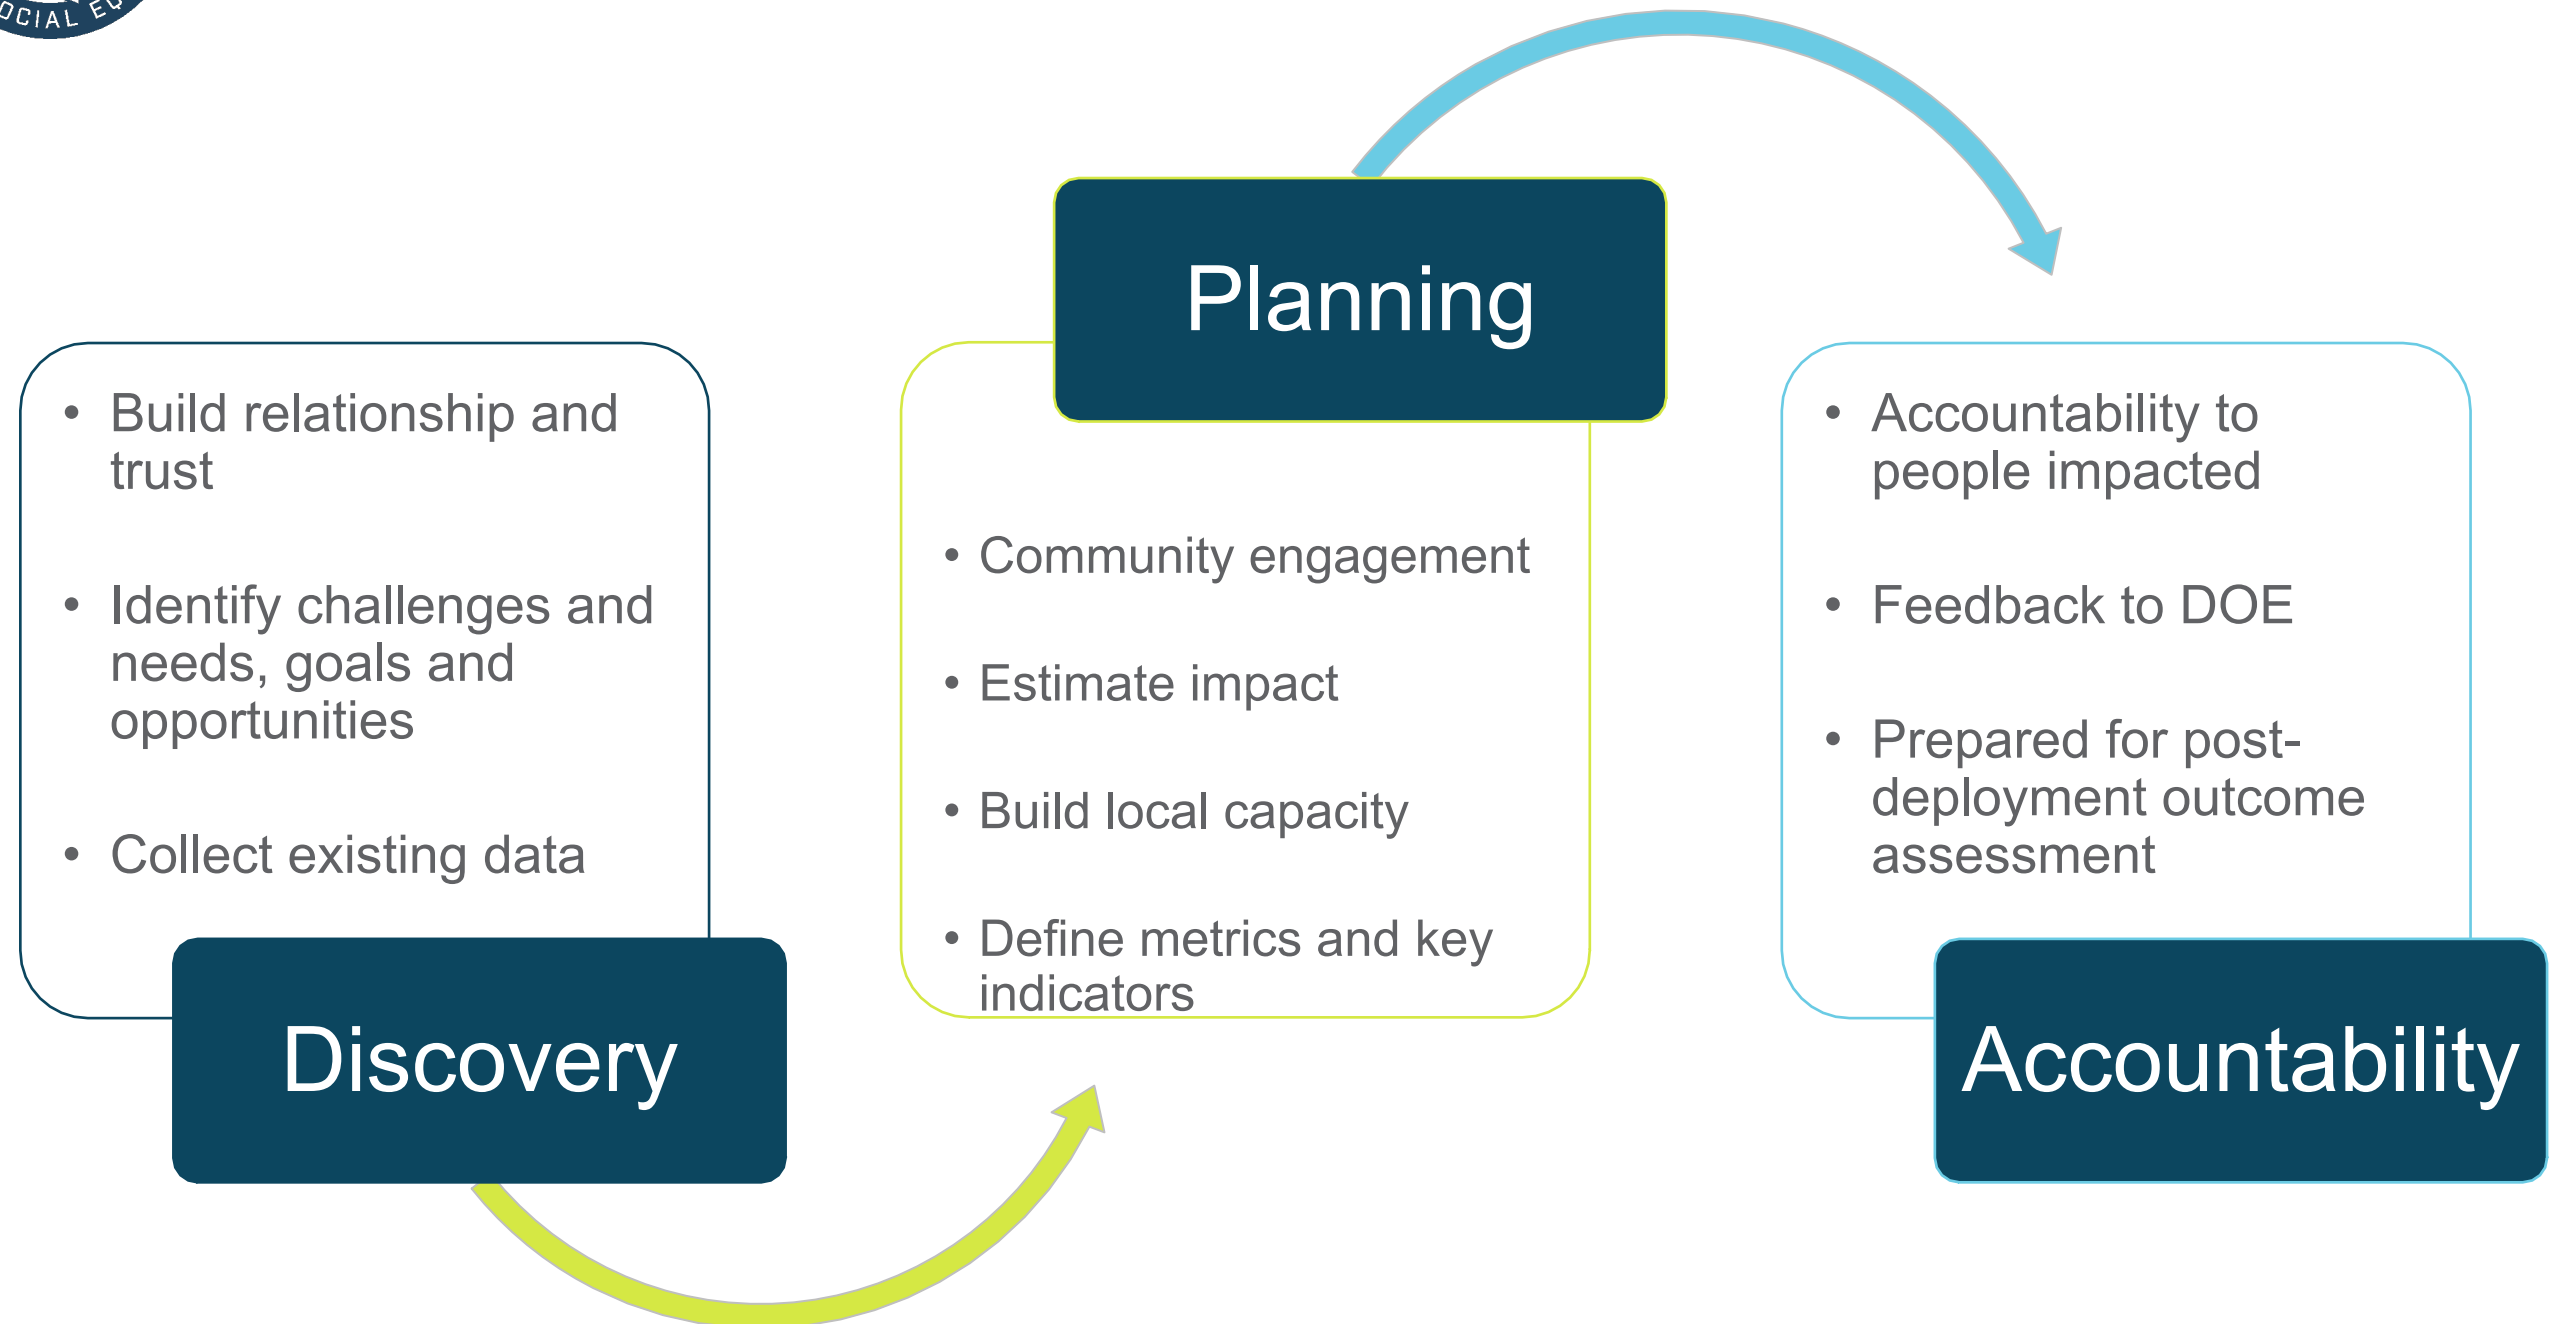 OCIAL
• Build relationship and
trust
• Identify challenges and
needs, goals and
opportunities
• Collect existing data
Discovery
Planning
• Community engagement
• Estimate impact
• Build local capacity
• Define metrics and key
indicators
• Accountability to
people impacted
• Feedback to DOE
• Prepared for post-
deployment outcome
assessment
Accountability